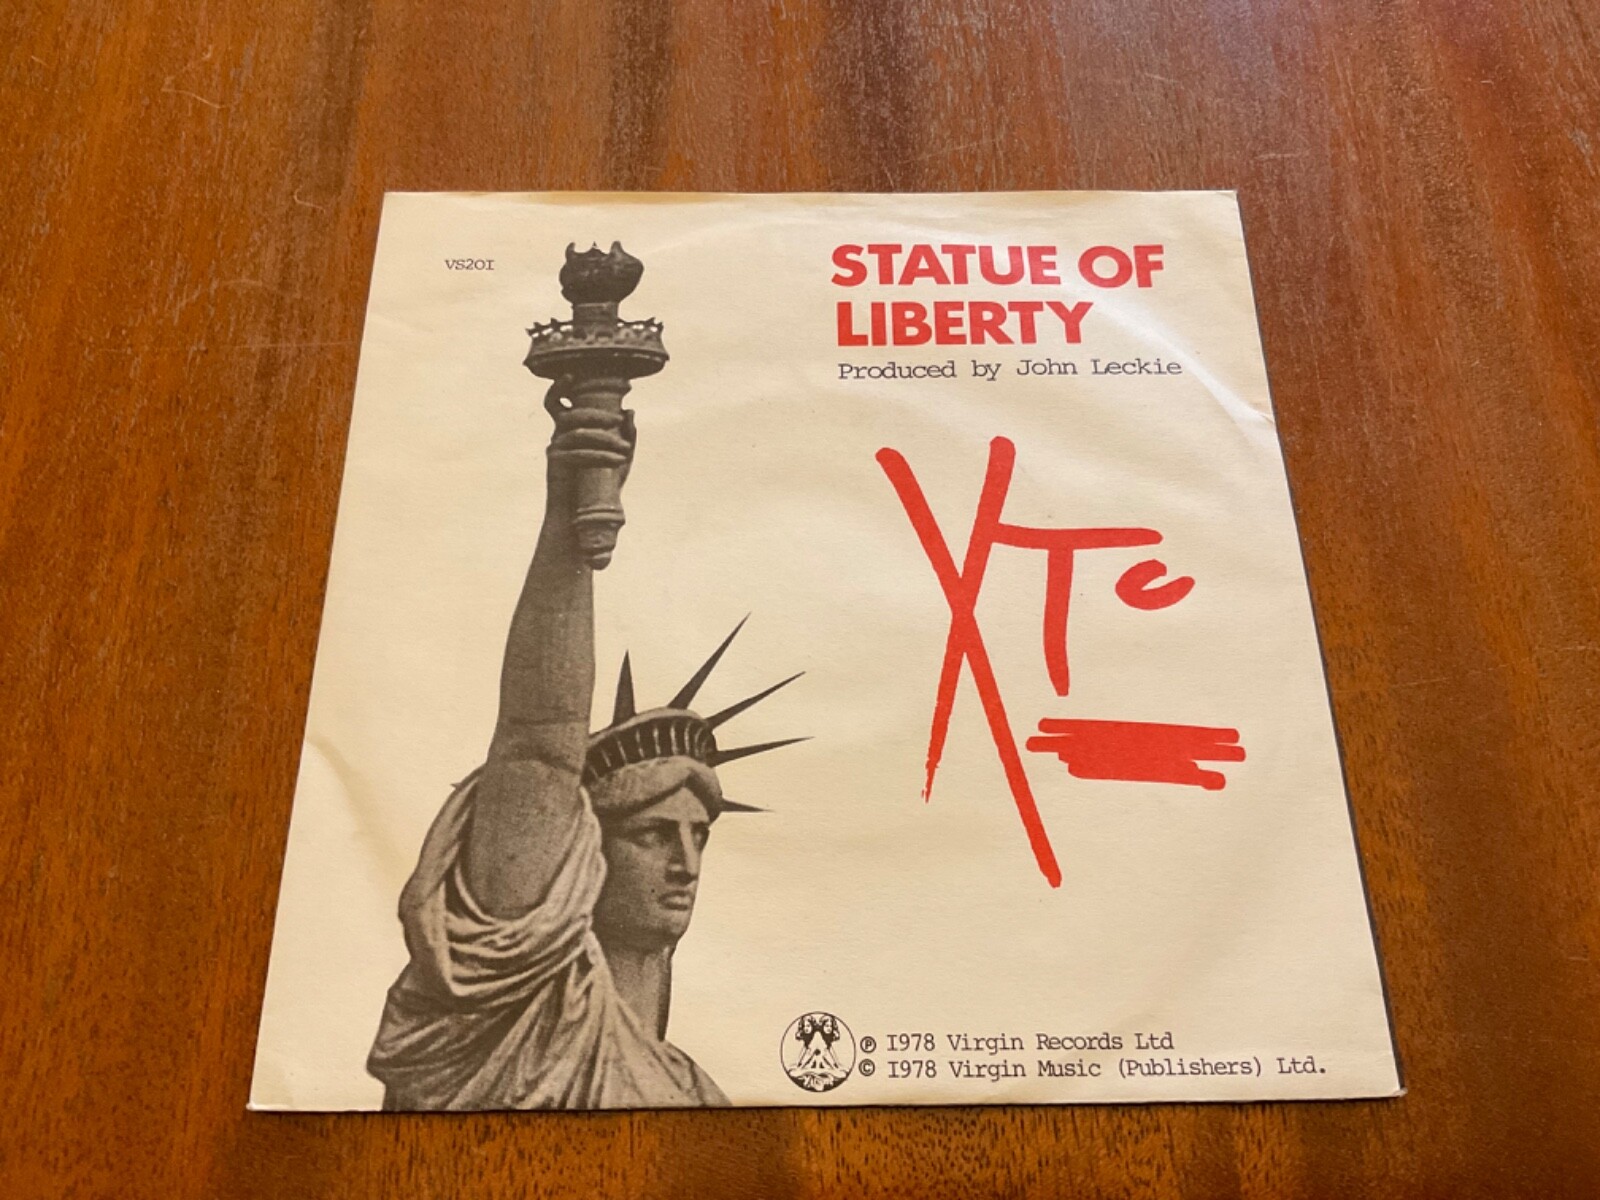 VS201
STATUE OF
LIBERTY
Produced by John Leckie
XTC
℗ 1978 Virgin Records Ltd
© 1978 Virgin Music (Publishers) Ltd.